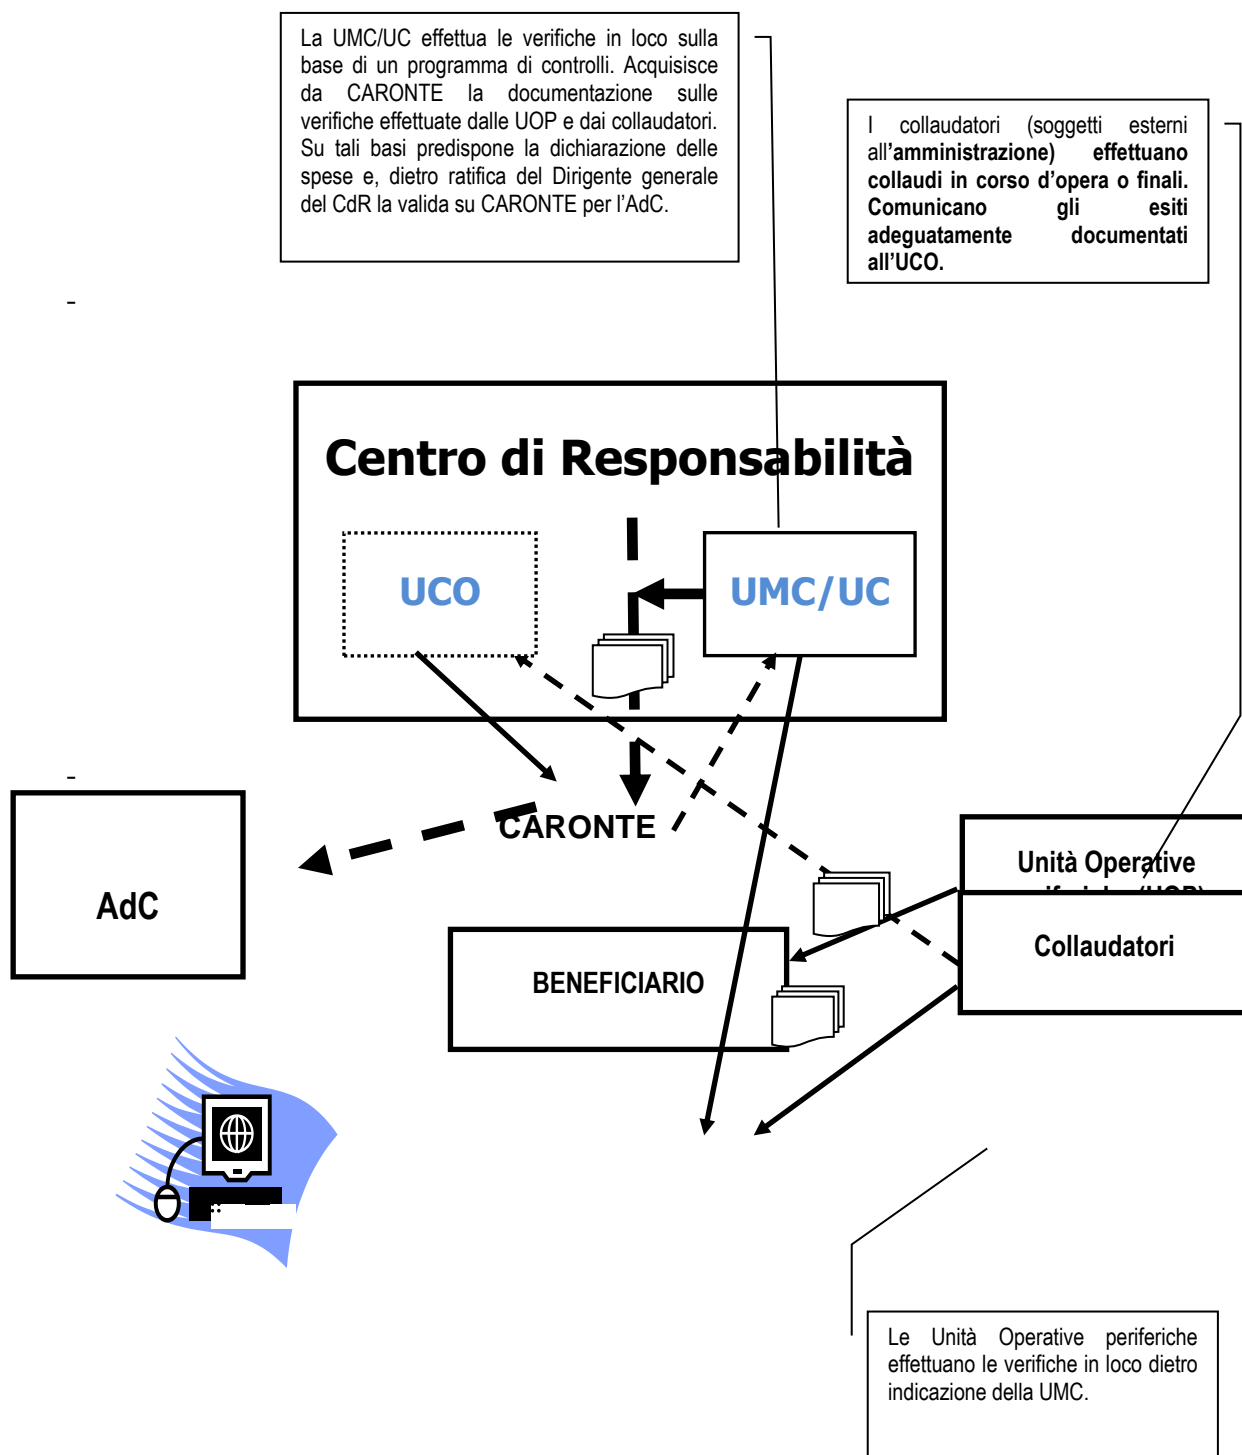 La UMC/UC effettua le verifiche in loco sulla
base di un programma di controlli. Acquisisce
da CARONTE la documentazione sulle
verifiche effettuate dalle UOP e dai collaudatori.
Su tali basi predispone la dichiarazione delle
spese e, dietro ratifica del Dirigente generale
del CdR la valida su CARONTE per l'AdC.
I collaudatori (soggetti esterni
all'amministrazione) effettuano
collaudi in corso d'opera o finali.
Comunicano gli esiti
adeguatamente documentati
all'UCO.
-
Centro di Responsabilità
UCO
UMC/UC
-
CARONTE
AdC
Unità Operative
Collaudatori
BENEFICIARIO
Le Unità Operative periferiche
effettuano le verifiche in loco dietro
indicazione della UMC.